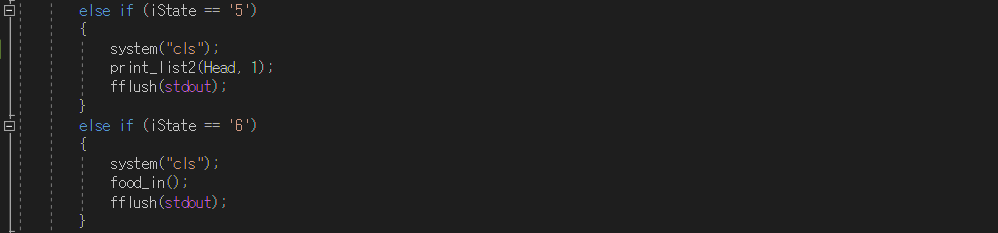 else if (iState == '5')
{
system("cls");
print_list2(Head, 1);
fflush(stdout);
}
else if (iState == '6')
{
system("cls");
food_in();
fflush(stdout);
}